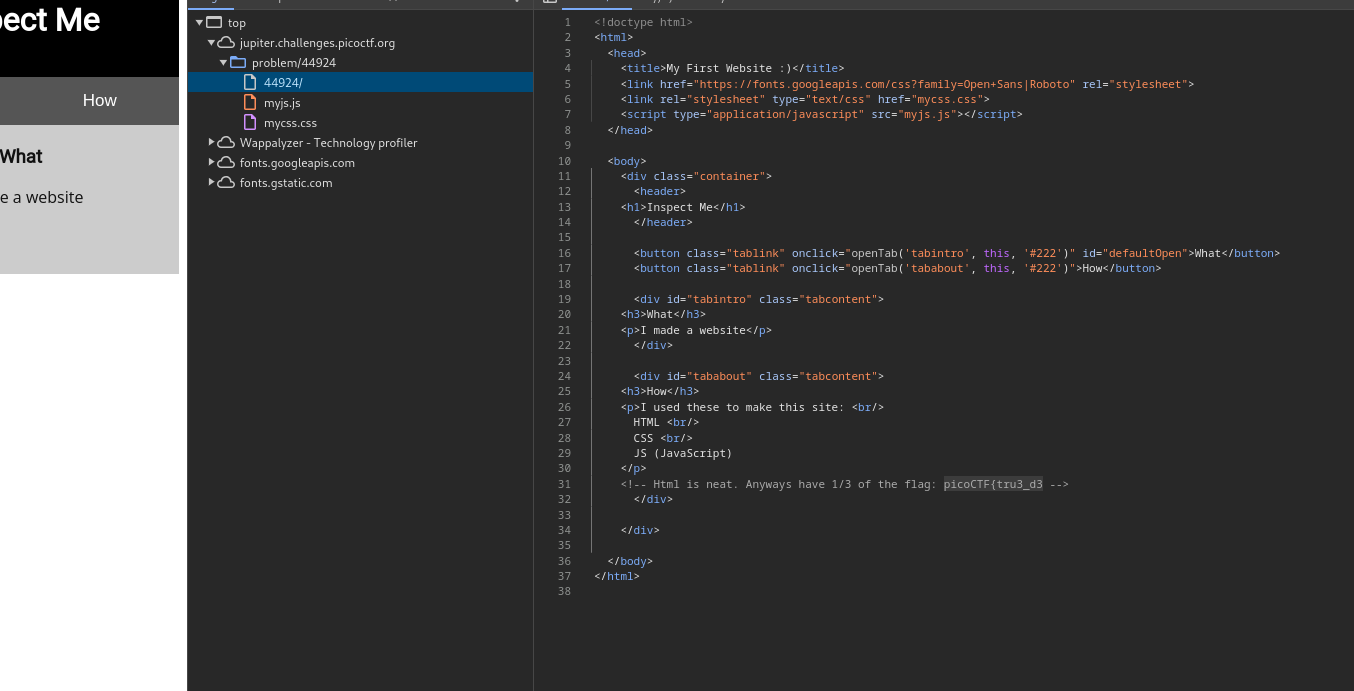 pect Me
How
What
e a website
top
jupiter.challenges.picoctf.org
problem/44924
44924/
myjs.js
mycss.css
Wappalyzer - Technology profiler
fonts.googleapis.com
fonts.gstatic.com
1 <!doctype html>
2 <html>
3 <head>
4 <title>My First Website :)</title>
5 <link href="https://fonts.googleapis.com/css?family=Open+Sans|Roboto" rel="stylesheet">
6 <link rel="stylesheet" type="text/css" href="mycss.css">
7 <script type="application/javascript" src="myjs.js"></script>
8 </head>
9
10 <body>
11 <div class="container">
12 <header>
13 <h1>Inspect Me</h1>
14 </header>
15
16 <button class="tablink" onclick="openTab('tabintro', this, '#222')" id="defaultOpen">What</button>
17 <button class="tablink" onclick="openTab('tababout', this, '#222')">How</button>
18
19 <div id="tabintro" class="tabcontent">
20 <h3>What</h3>
21 <p>I made a website</p>
22 </div>
23
24 <div id="tababout" class="tabcontent">
25 <h3>How</h3>
26 <p>I used these to make this site: <br/>
27 HTML <br/>
28 CSS <br/>
29 JS (JavaScript)
30 </p>
31 <!-- Html is neat. Anyways have 1/3 of the flag: picoCTF{tru3_d3 -->
32 </div>
33
34 </div>
35
36 </body>
37 </html>
38